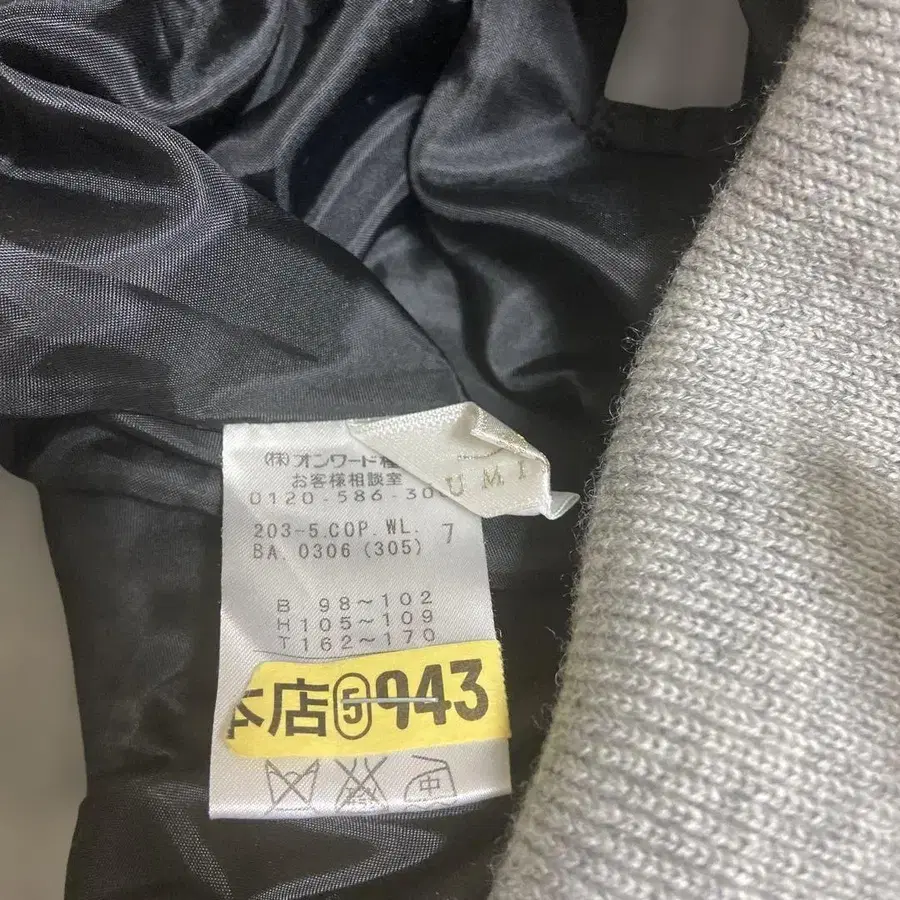 (株)オンワード
お客様相談室
0120-586-30
UMI
203-5.COP.WL. 7
BA.0306(305)
B 98~102
H105~109
T162~170
本店⑤943
中